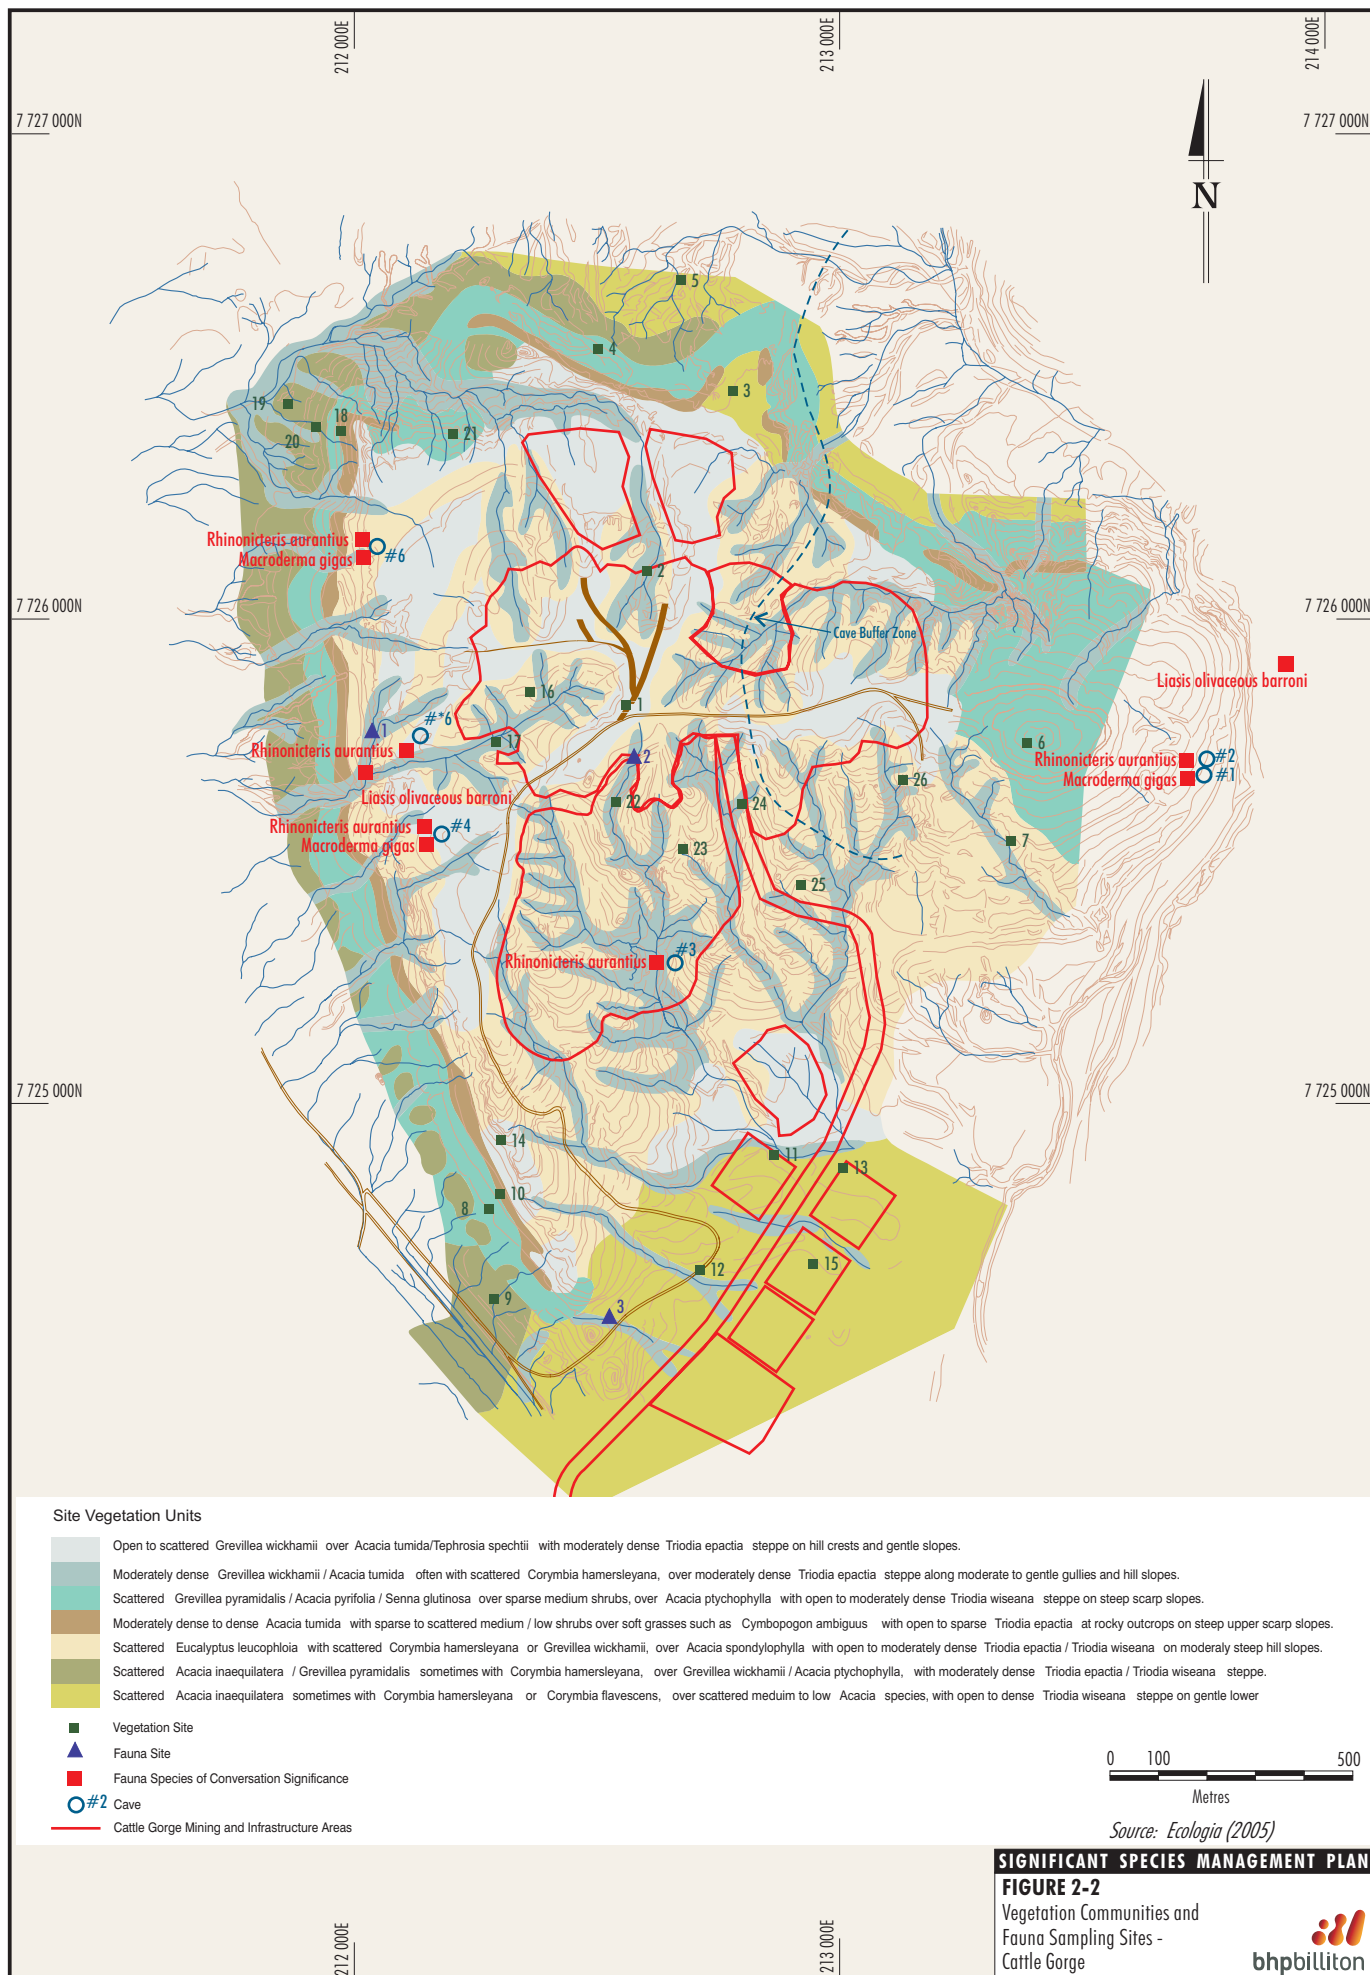 212 000E
213 000E
214 000E
7 727 000N
7 727 000N
N
5
4
3
19
18
20
21
Rhinonicteris aurantius
Macroderma gigas
#6
2
7 726 000N
7 726 000N
Cave Buffer Zone
Liasis olivaceous barroni
16
1
1
#*6
17
2
Rhinonicteris aurantius
6
Rhinonicteris aurantius
#2
Macroderma gigas
#1
26
Liasis olivaceous barroni
22
24
Rhinonicteris aurantius
#4
Macroderma gigas
23
7
25
Rhinonicteris aurantius
#3
7 725 000N
7 725 000N
14
11
13
10
8
12
15
9
3
Site Vegetation Units
Open to scattered Grevillea wickhamii over Acacia tumida/Tephrosia spechtii with moderately dense Triodia epactia steppe on hill crests and gentle slopes.
Moderately dense Grevillea wickhamii / Acacia tumida often with scattered Corymbia hamersleyana, over moderately dense Triodia epactia steppe along moderate to gentle gullies and hill slopes.
Scattered Grevillea pyramidalis / Acacia pyrifolia / Senna glutinosa over sparse medium shrubs, over Acacia ptychophylla with open to moderately dense Triodia wiseana steppe on steep scarp slopes.
Moderately dense to dense Acacia tumida with sparse to scattered medium / low shrubs over soft grasses such as Cymbopogon ambiguus with open to sparse Triodia epactia at rocky outcrops on steep upper scarp slopes.
Scattered Eucalyptus leucophloia with scattered Corymbia hamersleyana or Grevillea wickhamii, over Acacia spondylophylla with open to moderately dense Triodia epactia / Triodia wiseana on moderaly steep hill slopes.
Scattered Acacia inaequilatera / Grevillea pyramidalis sometimes with Corymbia hamersleyana, over Grevillea wickhamii / Acacia ptychophylla, with moderately dense Triodia epactia / Triodia wiseana steppe.
Scattered Acacia inaequilatera sometimes with Corymbia hamersleyana or Corymbia flavescens, over scattered meduim to low Acacia species, with open to dense Triodia wiseana steppe on gentle lower
Vegetation Site
Fauna Site
Fauna Species of Conversation Significance
#2 Cave
Cattle Gorge Mining and Infrastructure Areas
0 100 500
Metres
Source: Ecologia (2005)
SIGNIFICANT SPECIES MANAGEMENT PLAN
FIGURE 2-2
Vegetation Communities and
Fauna Sampling Sites -
Cattle Gorge
bhpbilliton
212 000E
213 000E